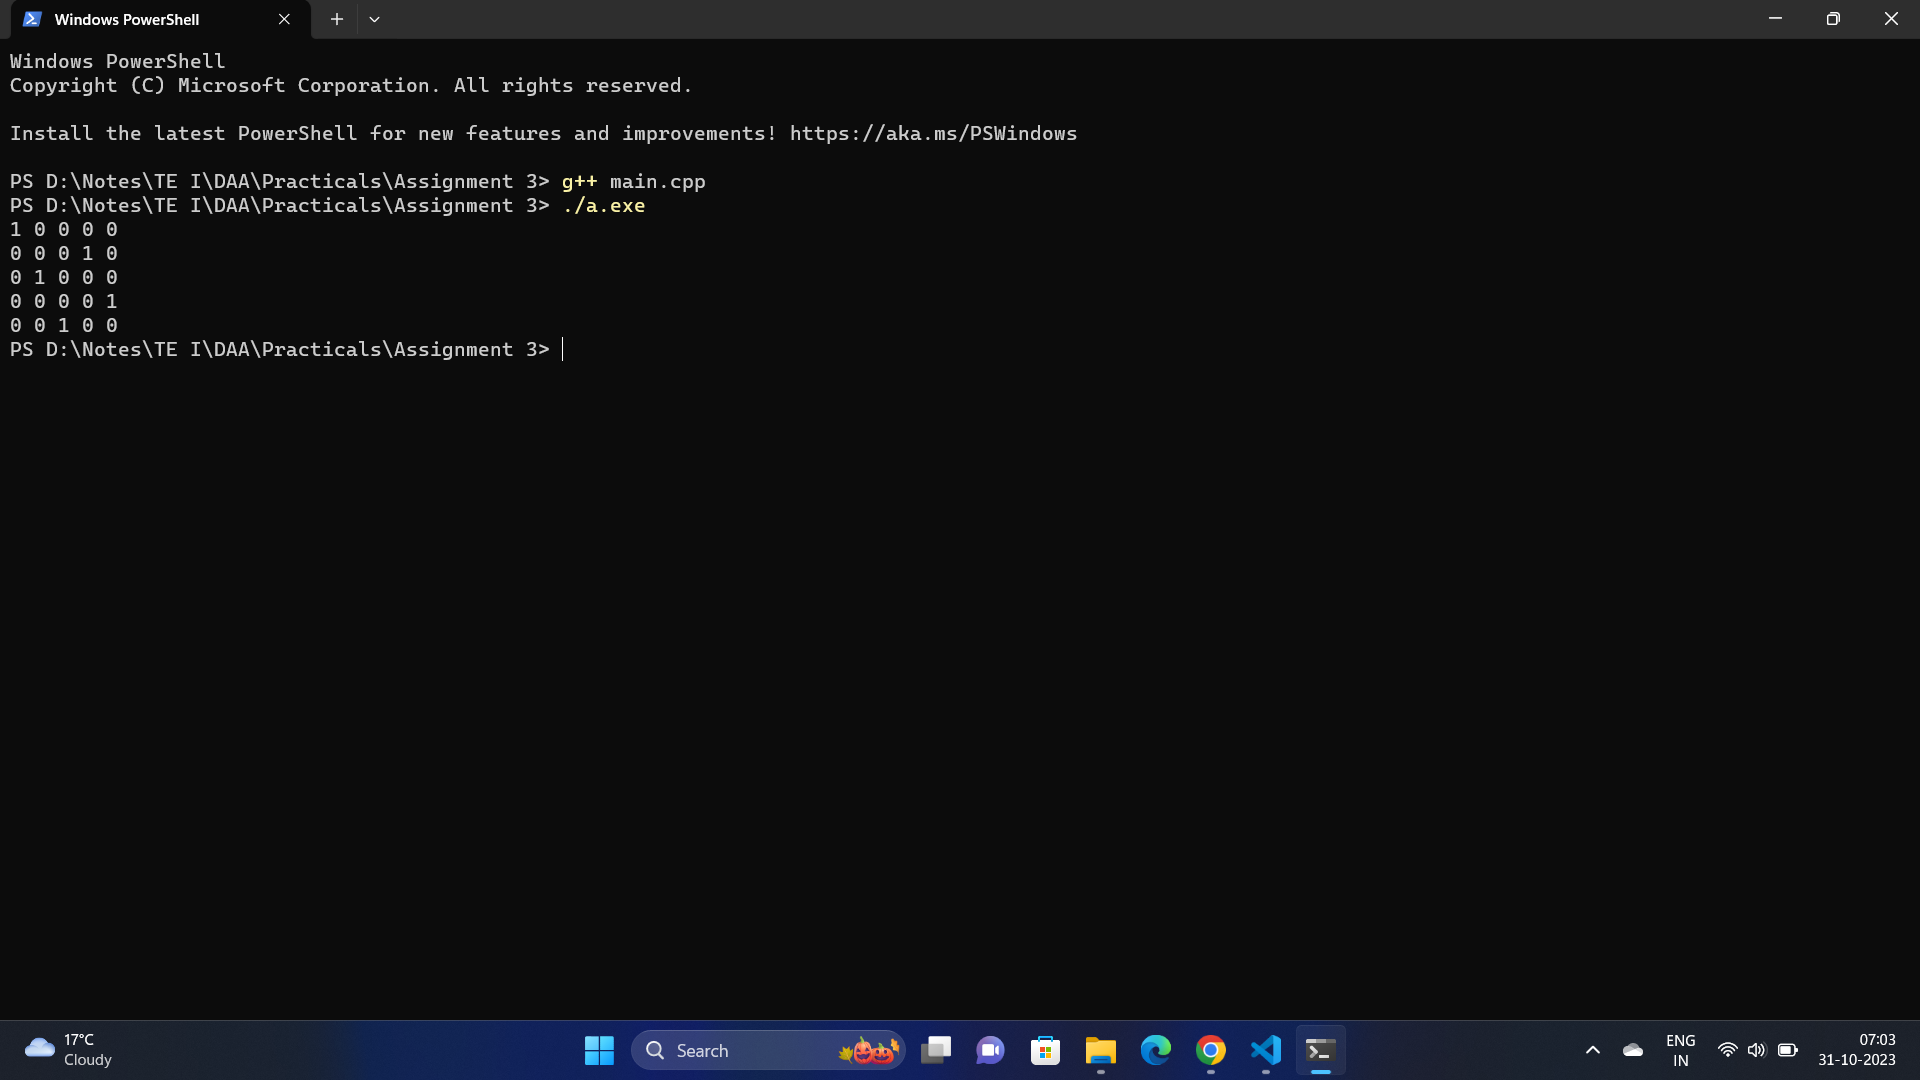 Windows PowerShell
Windows PowerShell
Copyright (C) Microsoft Corporation. All rights reserved.
Install the latest PowerShell for new features and improvements! https://aka.ms/PSWindows
PS D:\Notes\TE I\DAA\Practicals\Assignment 3> g++ main.cpp
PS D:\Notes\TE I\DAA\Practicals\Assignment 3> ./a.exe
1 0 0 0 0
0 0 0 1 0
0 1 0 0 0
0 0 0 0 1
0 0 1 0 0
PS D:\Notes\TE I\DAA\Practicals\Assignment 3>
17°C
Cloudy
Search
ENG
IN
07:03
31-10-2023